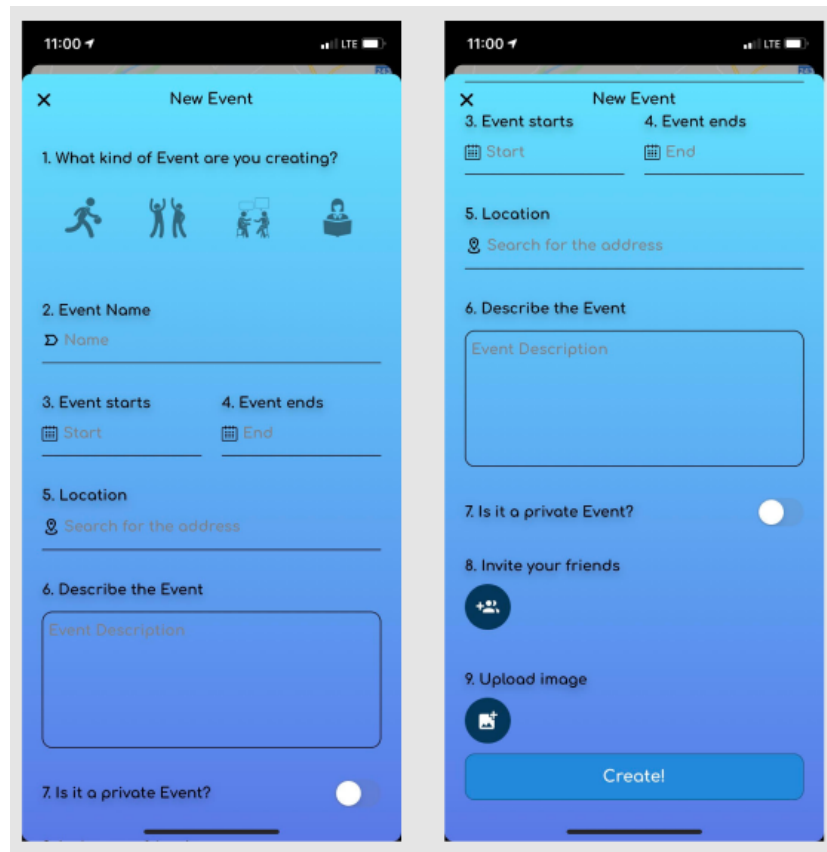 11:00
LTE
New Event
1. What kind of Event are you creating?
2. Event Name
Name
3. Event starts 4. Event ends
Start End
5. Location
Search for the address
6. Describe the Event
Event Description
7. Is it a private Event?
11:00
LTE
New Event
3. Event starts 4. Event ends
Start End
5. Location
Search for the address
6. Describe the Event
Event Description
7. Is it a private Event?
8. Invite your friends
9. Upload image
Create!